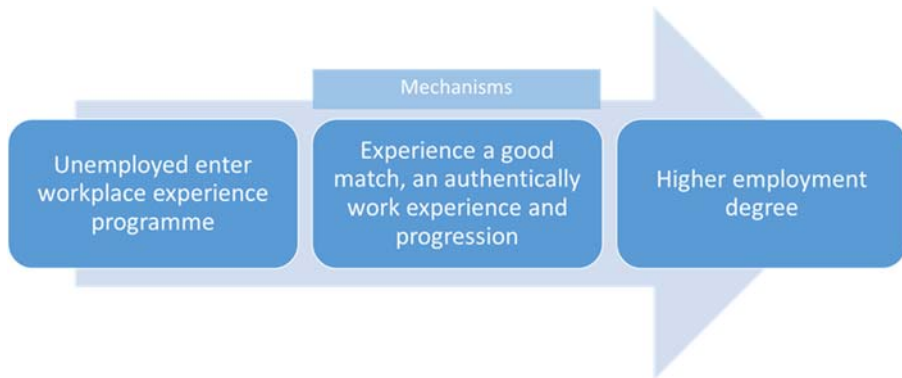 Mechanisms
Unemployed enter
workplace experience
programme
Experience a good
match, an authentically
work experience and
progression
Higher employment
degree